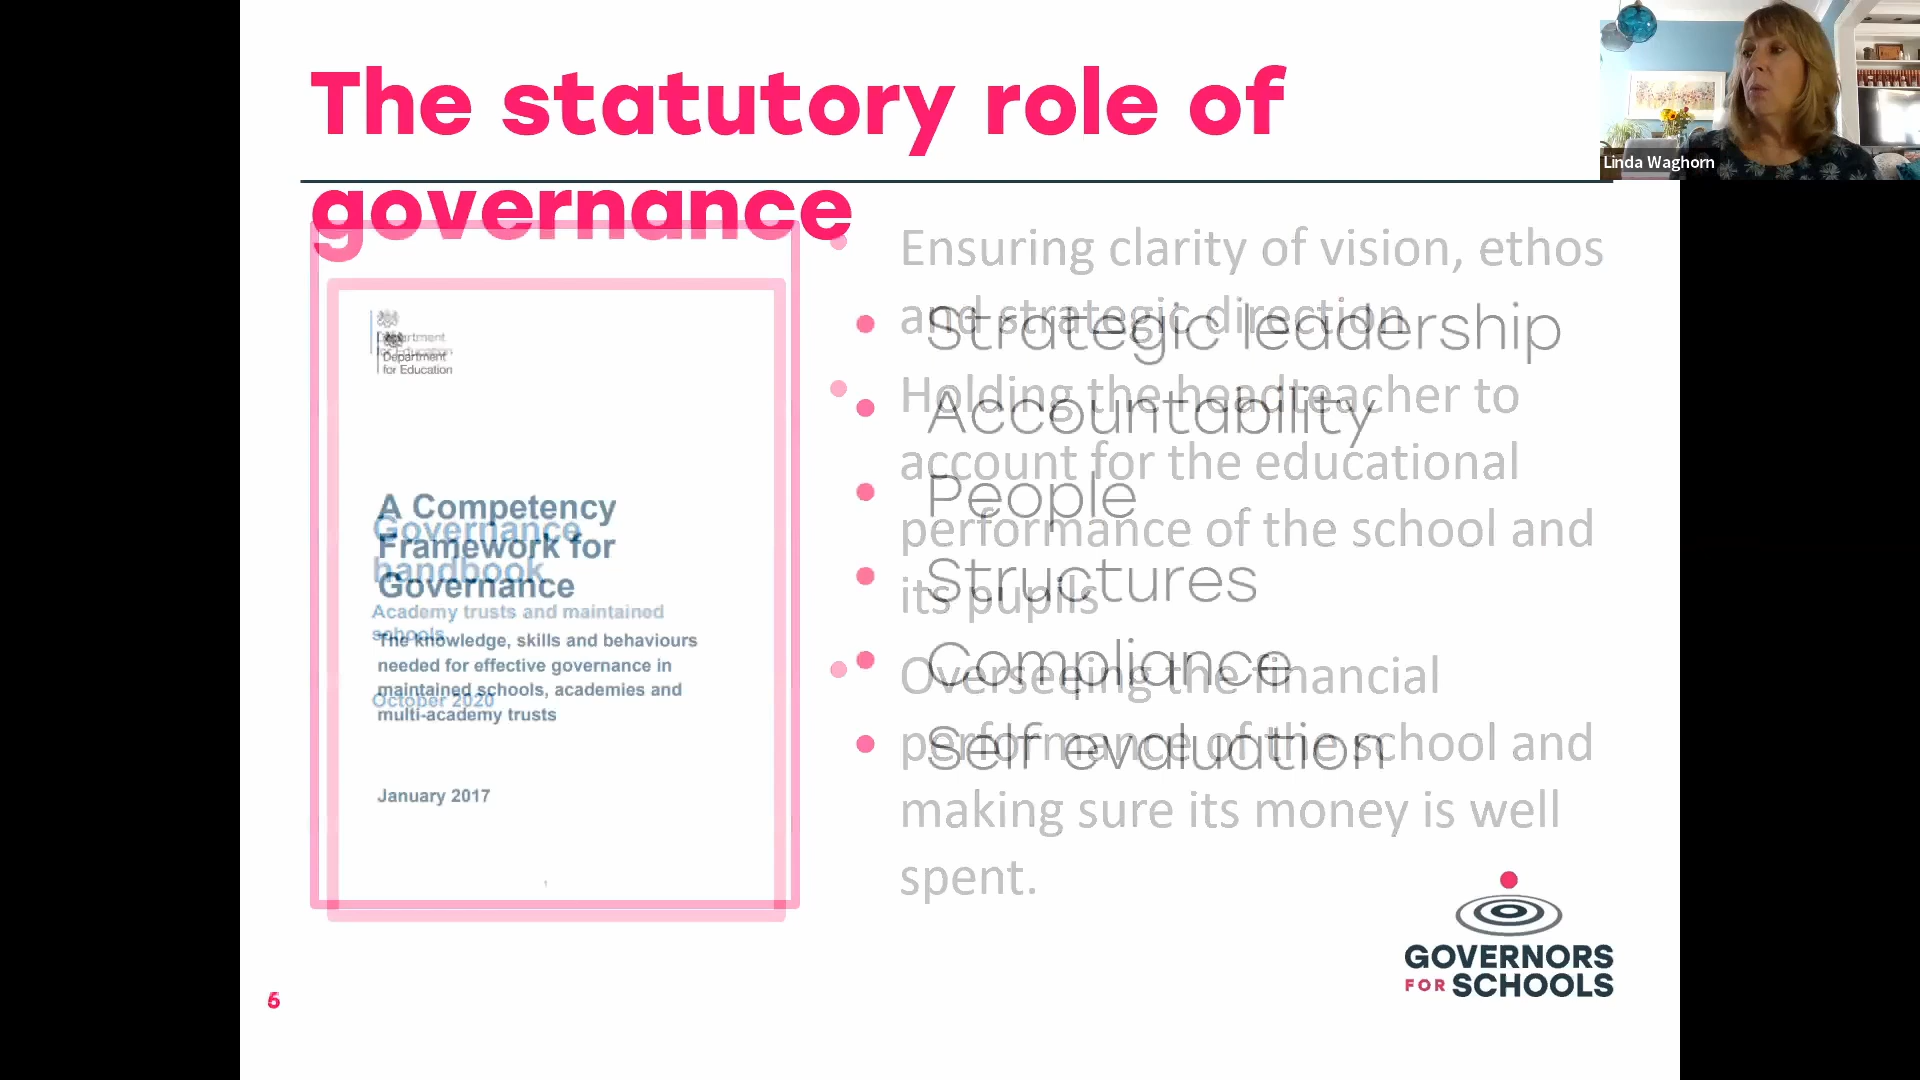 The statutory role of
governance
Linda Waghorn
Department
for Education
Department
for Education
A Competency
Framework for
Governance
The knowledge, skills and behaviours
needed for effective governance in
maintained schools, academies and
multi-academy trusts
January 2017
Governance
handbook
Academy trusts and maintained
schools
October 2020
Ensuring clarity of vision, ethos
and strategic direction
Holding the headteacher to
account for the educational
performance of the school and
its pupils
Overseeing the financial
performance of the school and
making sure its money is well
spent.
Strategic leadership
Accountability
People
Structures
Compliance
Self evaluation
GOVERNORS
FOR SCHOOLS